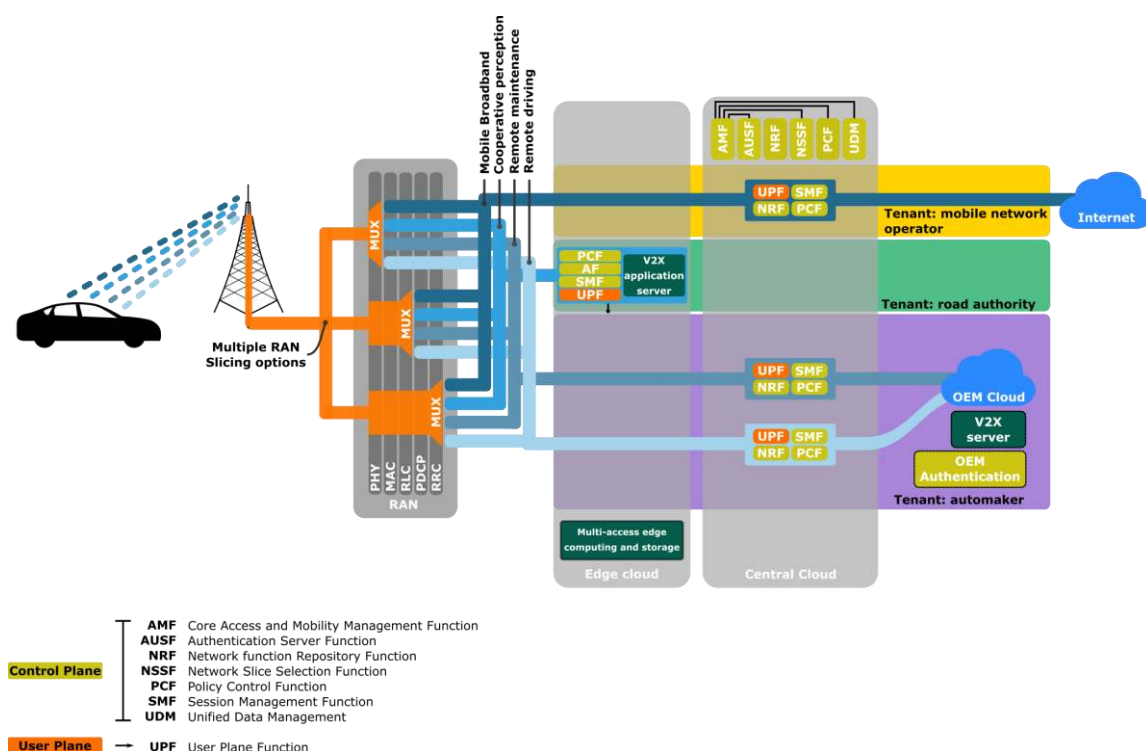 Mobile Broadband
Cooperative perception
Remote maintenance
Remote driving
AMF
AUSF
NRF
NSSF
PCF
UDM
MUX
MUX
MUX
PHY
MAC
RLC
PDCP
RRC
RAN
Multiple RAN
Slicing options
UPF SMF
NRF PCF
Tenant: mobile network
operator
Internet
PCF
AF
SMF
UPF
V2X
application
server
Tenant: road authority
UPF SMF
NRF PCF
UPF SMF
NRF PCF
OEM Cloud
V2X
server
OEM
Authentication
Tenant: automaker
Multi-access edge
computing and storage
Edge cloud
Central Cloud
Control Plane
AMF Core Access and Mobility Management Function
AUSF Authentication Server Function
NRF Network function Repository Function
NSSF Network Slice Selection Function
PCF Policy Control Function
SMF Session Management Function
UDM Unified Data Management
User Plane
UPF User Plane Function